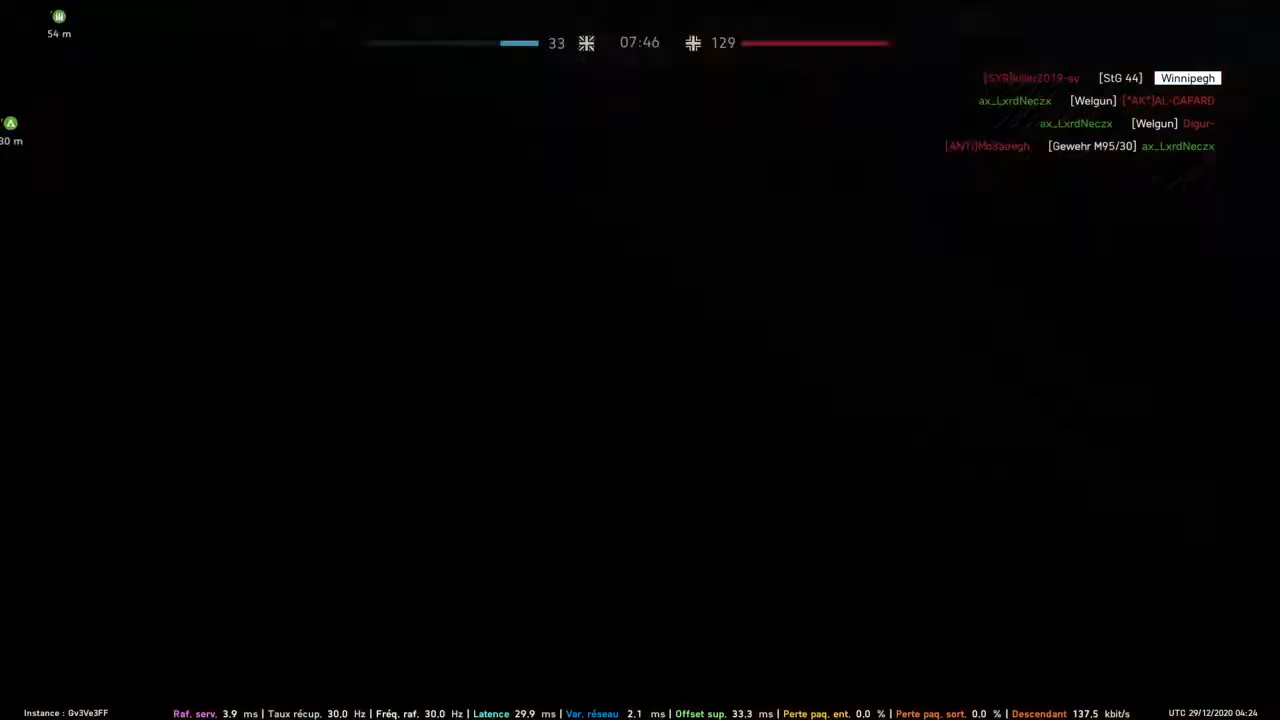 54 m
33 07:46 129
[SYR]killer2019-sy [StG 44] Winnipegh
ax_LxrdNeczx [Welgun] [*AK*]AL-CAFARD
30 m
ax_LxrdNeczx [Welgun] Digur-
[Gewehr M95/30] ax_LxrdNeczx
Instance : Gv3Ve3FF
Raf. serv. 3.9 ms | Taux récup. 30.0 Hz | Fréq. raf. 30.0 Hz | Latence 29.9 ms | Var. réseau 2.1 ms | Offset sup. 33.3 ms | Perte paq. ent. 0.0 % | Perte paq. sort. 0.0 % | Descendant 137.5 kbit/s
UTC 29/12/2020 04:24